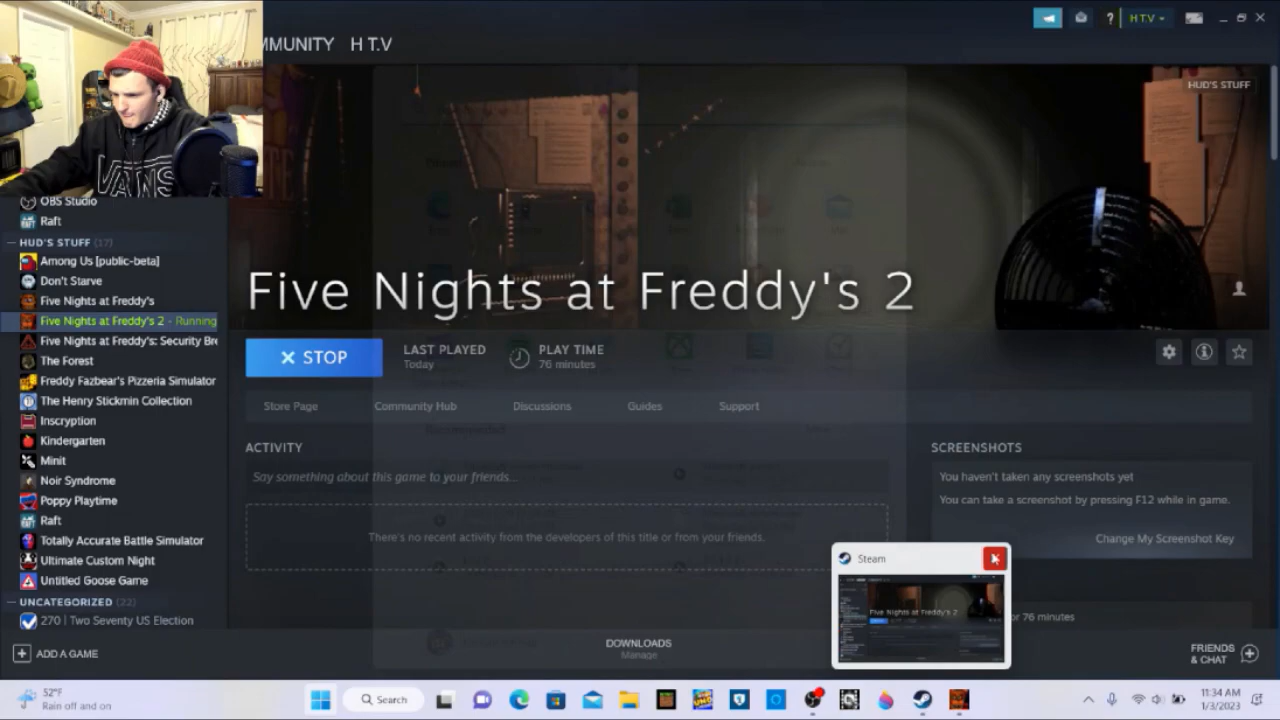 MMUNITY H T.V
? H T.V
HUD'S STUFF
VANS
OBS Studio
Raft
HUD'S STUFF (17)
Among Us [public-beta]
Don't Starve
Five Nights at Freddy's
Five Nights at Freddy's 2 - Running
Five Nights at Freddy's: Security Bre
The Forest
Freddy Fazbear's Pizzeria Simulator
The Henry Stickmin Collection
Inscryption
Kindergarten
Minit
Noir Syndrome
Poppy Playtime
Raft
Totally Accurate Battle Simulator
Ultimate Custom Night
Untitled Goose Game
UNCATEGORIZED (22)
270 | Two Seventy US Election
ADD A GAME
Five Nights at Freddy's 2
STOP
LAST PLAYED
Today
PLAY TIME
76 minutes
Store Page Community Hub Discussions Guides Support
ACTIVITY
Say something about this game to your friends...
There's no recent activity from the developers of this title or from your friends.
SCREENSHOTS
You haven't taken any screenshots yet
You can take a screenshot by pressing F12 while in game.
Change My Screenshot Key
Steam
Five Nights at Freddy's 2
or 76 minutes
DOWNLOADS
Manage
FRIENDS
& CHAT
52°F
Rain off and on
Search
11:34 AM
1/3/2023